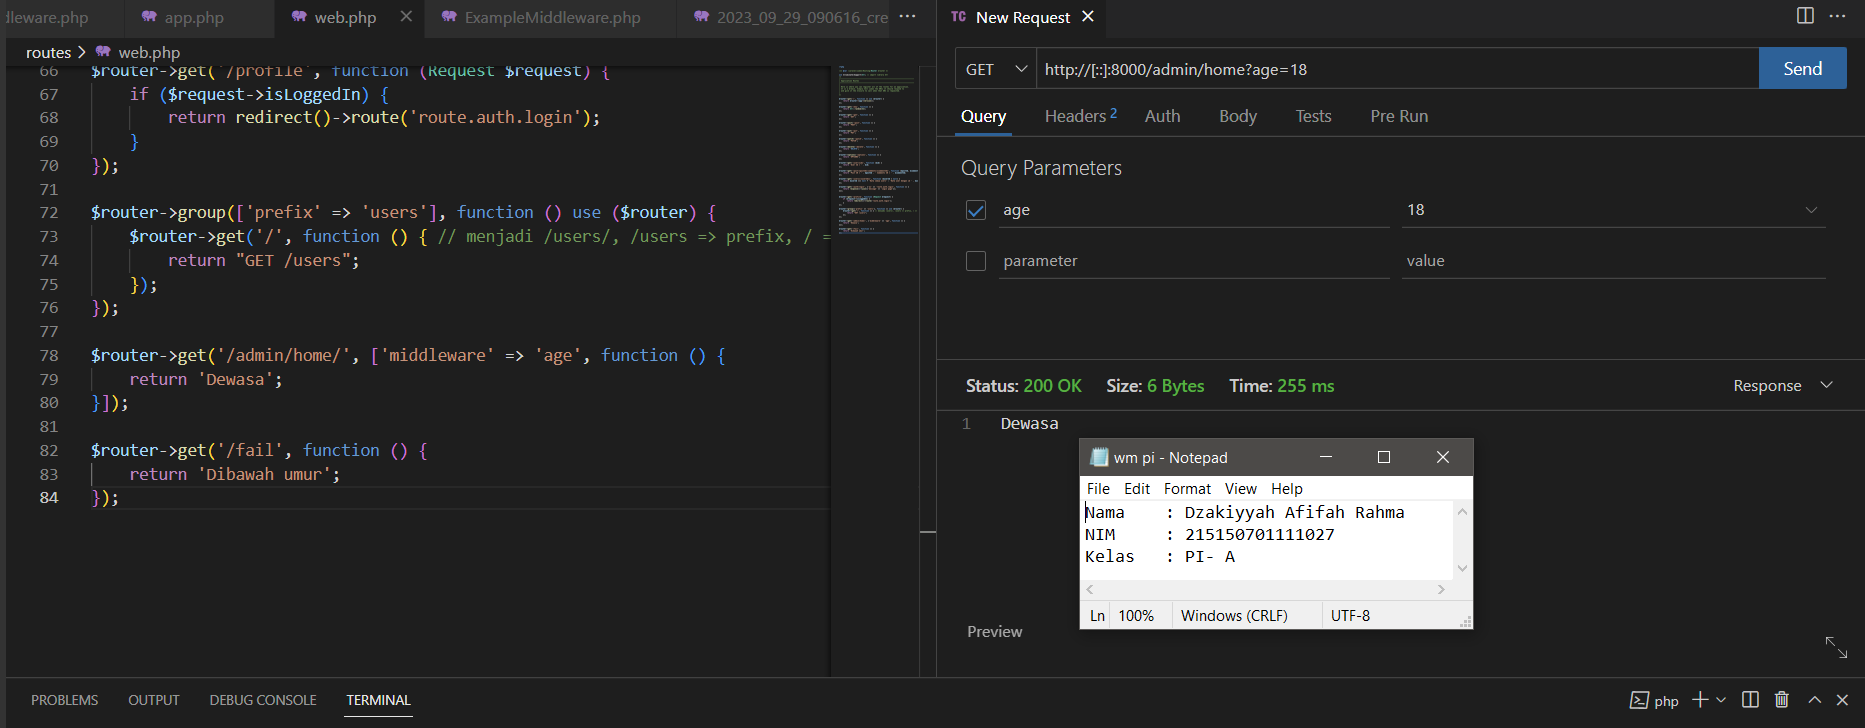 dleware.php
app.php
web.php
ExampleMiddleware.php
2023_09_29_090616_cre
...
routes > web.php
66 $router->get('/profile', function (Request $request) {
67 if ($request->isLoggedIn) {
68 return redirect()->route('route.auth.login');
69 }
70 });
71
72 $router->group(['prefix' => 'users'], function () use ($router) {
73 $router->get('/', function () { // menjadi /users/, /users => prefix, / =
74 return "GET /users";
75 });
76 });
77
78 $router->get('/admin/home/', ['middleware' => 'age', function () {
79 return 'Dewasa';
80 }]);
81
82 $router->get('/fail', function () {
83 return 'Dibawah umur';
84 });
TC New Request
GET
http://[::]:8000/admin/home?age=18
Send
Query
Headers 2
Auth
Body
Tests
Pre Run
Query Parameters
age
18
parameter
value
Status: 200 OK
Size: 6 Bytes
Time: 255 ms
Response
1 Dewasa
wm pi - Notepad
File Edit Format View Help
Nama : Dzakiyyah Afifah Rahma
NIM : 215150701111027
Kelas : PI- A
Ln
100%
Windows (CRLF)
UTF-8
Preview
PROBLEMS
OUTPUT
DEBUG CONSOLE
TERMINAL
php